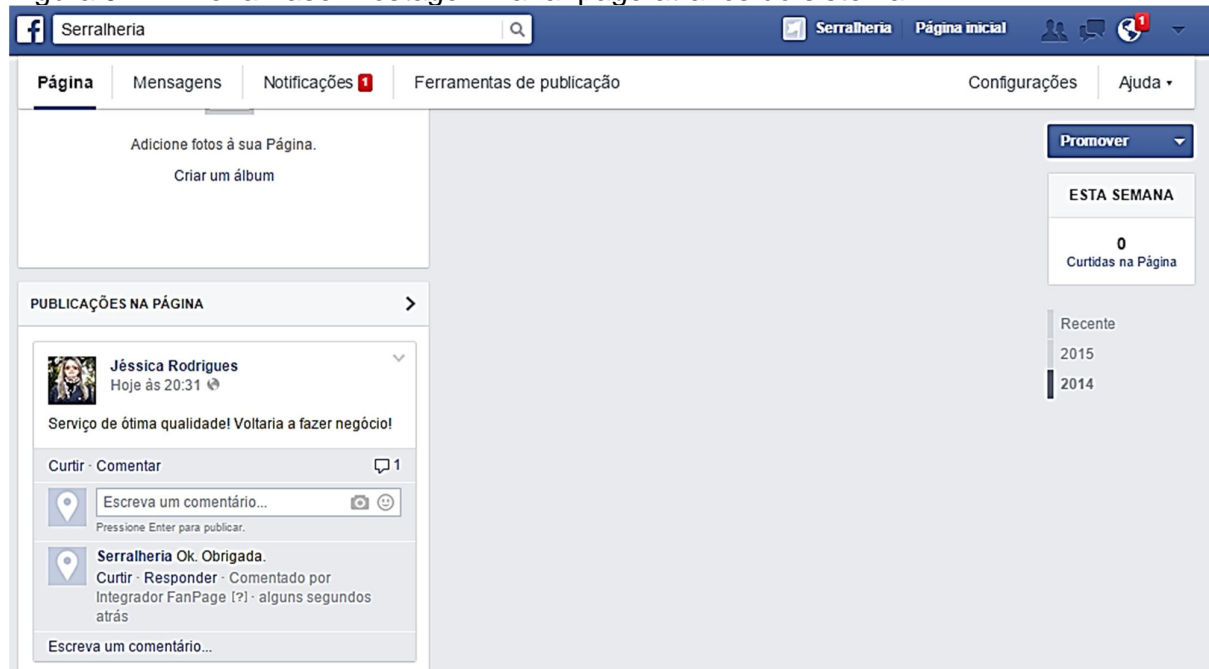 Serralheria
Serralheria Página inicial
1
Página Mensagens Notificações 1 Ferramentas de publicação Configurações Ajuda
Adicione fotos à sua Página.
Criar um álbum
Promover
ESTA SEMANA
0
Curtidas na Página
Recente
2015
2014
PUBLICAÇÕES NA PÁGINA
Jéssica Rodrigues
Hoje às 20:31
Serviço de ótima qualidade! Voltaria a fazer negócio!
Curtir · Comentar 1
Escreva um comentário...
Pressione Enter para publicar.
Serralheria Ok. Obrigada.
Curtir · Responder · Comentado por
Integrador FanPage [?] · alguns segundos
atrás
Escreva um comentário...